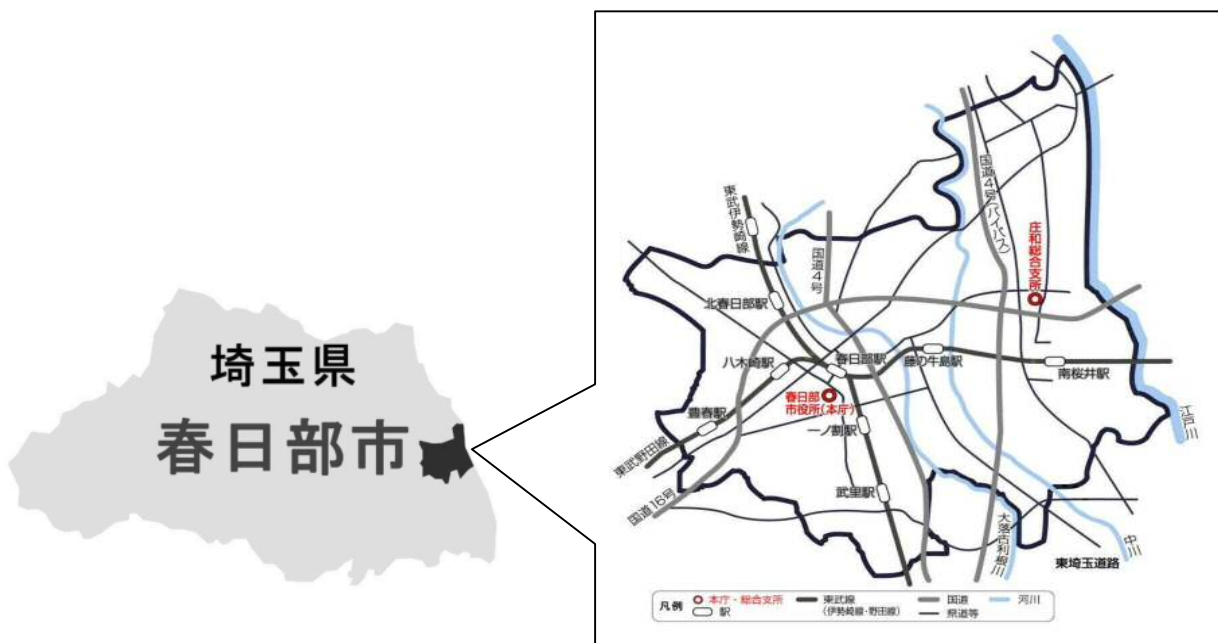 埼玉県
春日部市
東武伊勢崎線
国道4号
国道4号(バイパス)
庄和総合支所
北春日部駅
八木崎駅
春日部駅
藤の牛島駅
南桜井駅
春日部
市役所(本庁)
豊春駅
一ノ割駅
東武野田線
武里駅
国道16号
江戸川
大落古利根川
中川
東埼玉道路
凡例
本庁・総合支所
駅
東武線
(伊勢崎線・野田線)
国道
県道等
河川